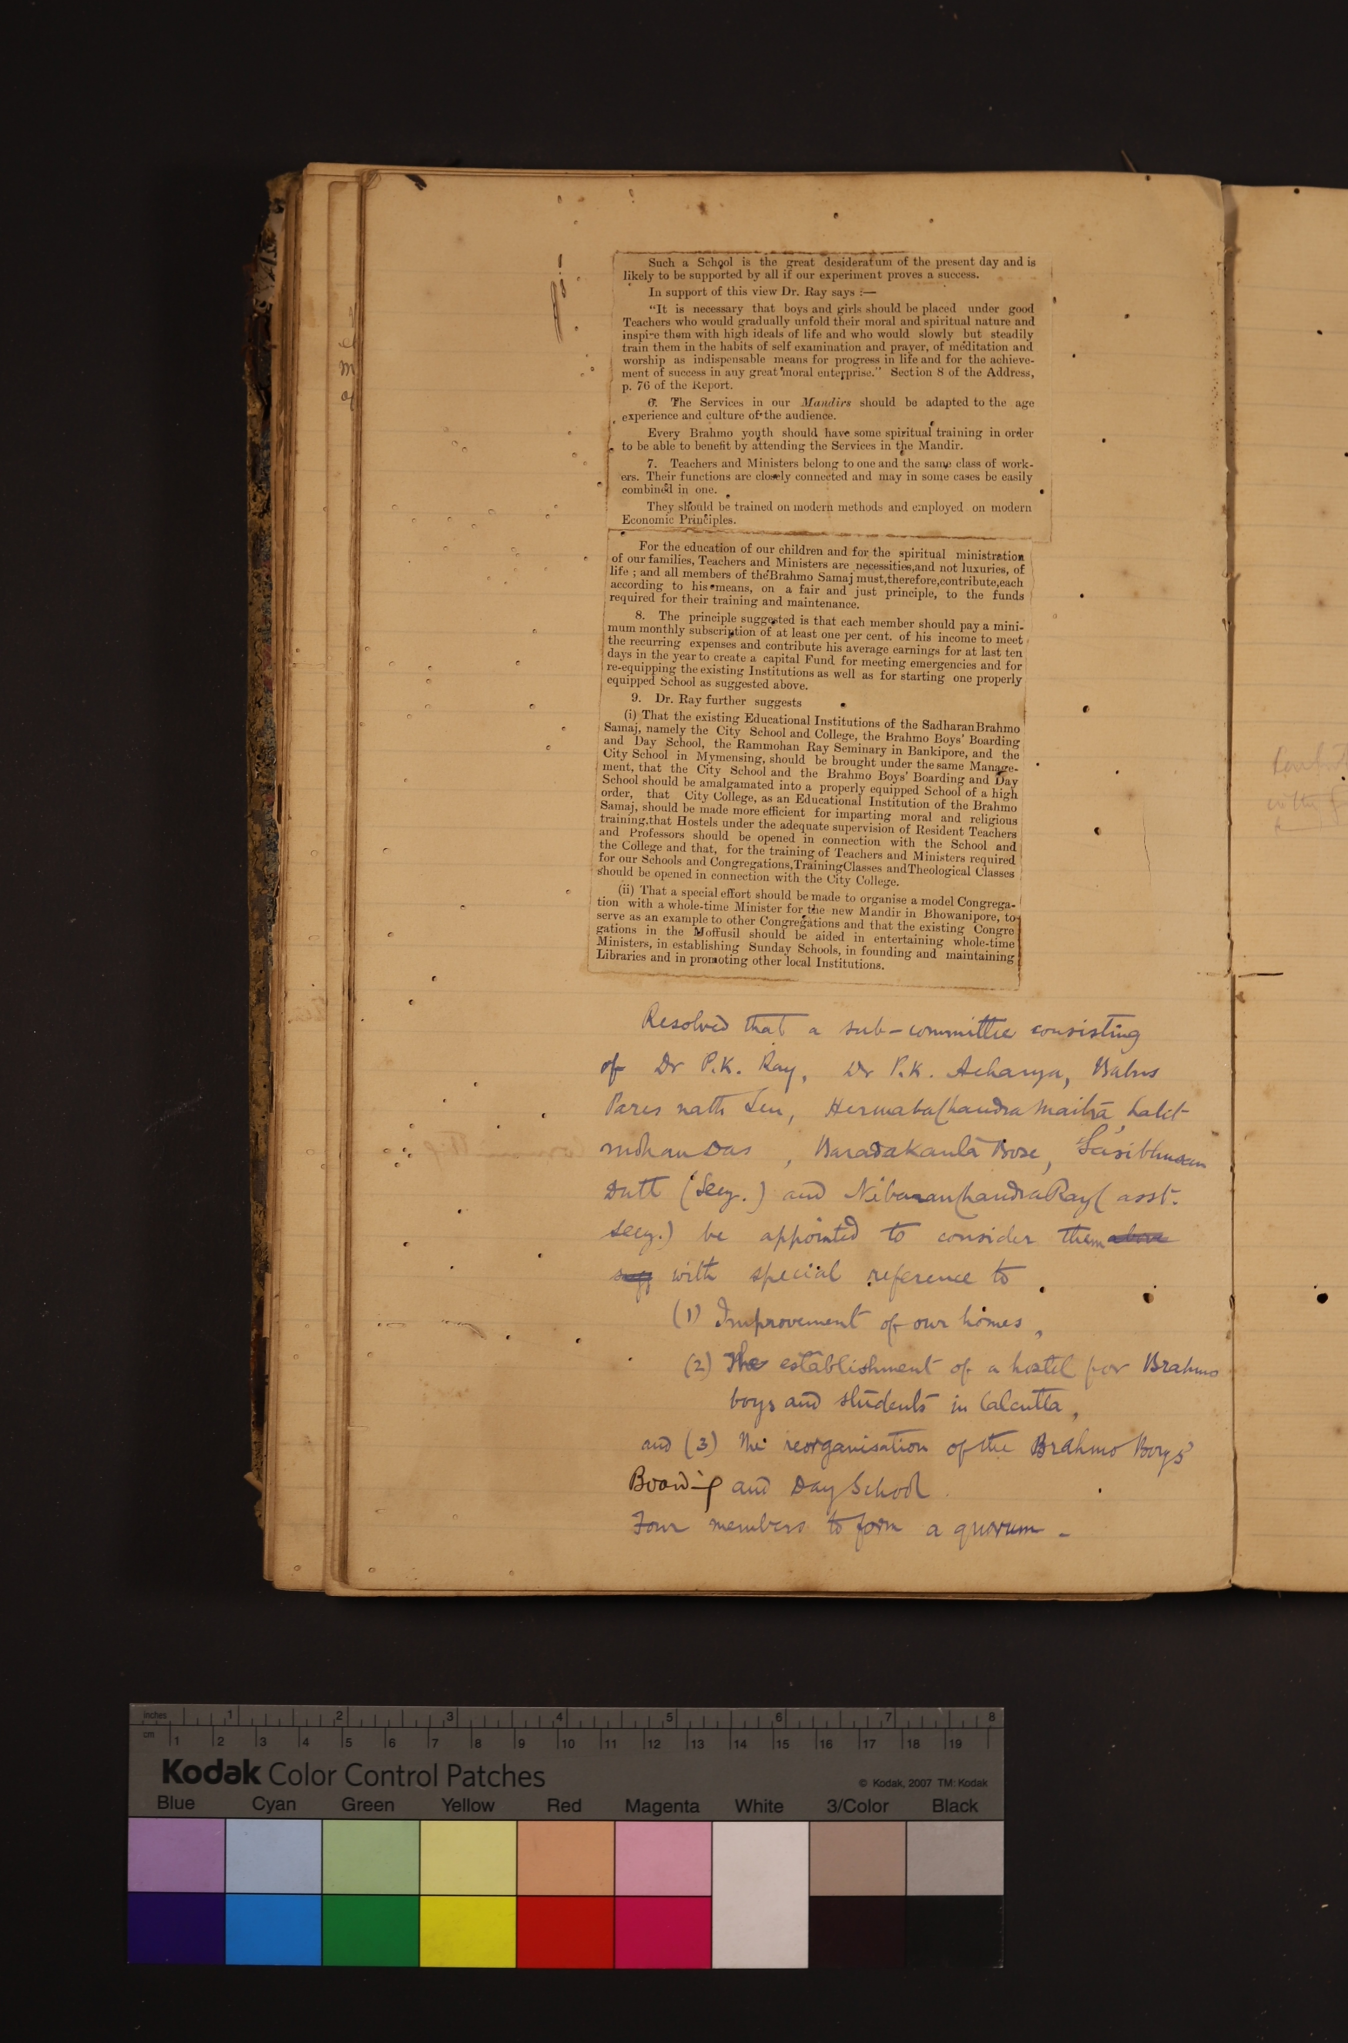 Such a School is the great desideratum of the present day and is
likely to be supported by all if our experiment proves a success.
In support of this view Dr. Ray says :—
"It is necessary that boys and girls should be placed under good
Teachers who would gradually unfold their moral and spiritual nature and
inspire them with high ideals of life and who would slowly but steadily
train them in the habits of self examination and prayer, of meditation and
worship as indispensable means for progress in life and for the achieve-
ment of success in any great moral enterprise." Section 8 of the Address,
p. 76 of the Report.
6. The Services in our Mandirs should be adapted to the age
experience and culture of the audience.
Every Brahmo youth should have some spiritual training in order
to be able to benefit by attending the Services in the Mandir.
7. Teachers and Ministers belong to one and the same class of work-
ers. Their functions are closely connected and may in some cases be easily
combined in one.
They should be trained on modern methods and employed on modern
Economic Principles.
For the education of our children and for the spiritual ministration
of our families, Teachers and Ministers are necessities,and not luxuries, of
life ; and all members of the Brahmo Samaj must,therefore,contribute,each
according to his means, on a fair and just principle, to the funds
required for their training and maintenance.
8. The principle suggested is that each member should pay a mini-
mum monthly subscription of at least one per cent. of his income to meet
the recurring expenses and contribute his average earnings for at last ten
days in the year to create a capital Fund for meeting emergencies and for
re-equipping the existing Institutions as well as for starting one properly
equipped School as suggested above.
9. Dr. Ray further suggests
(i) That the existing Educational Institutions of the Sadharan Brahmo
Samaj, namely the City School and College, the Brahmo Boys' Boarding
and Day School, the Rammohan Ray Seminary in Bankipore, and the
City School in Mymensing, should be brought under the same Manage-
ment, that the City School and the Brahmo Boys' Boarding and Day
School should be amalgamated into a properly equipped School of a high
order, that City College, as an Educational Institution of the Brahmo
Samaj, should be made more efficient for imparting moral and religious
training,that Hostels under the adequate supervision of Resident Teachers
and Professors should be opened in connection with the School and
the College and that, for the training of Teachers and Ministers required
for our Schools and Congregations,Training Classes and Theological Classes
should be opened in connection with the City College.
(ii) That a special effort should be made to organise a model Congrega-
tion with a whole-time Minister for the new Mandir in Bhowanipore, to
serve as an example to other Congregations and that the existing Congre
gations in the Moffusil should be aided in entertaining whole-time
Ministers, in establishing Sunday Schools, in founding and maintaining
Libraries and in promoting other local Institutions.
Resolved that a sub-committee consisting
of Dr P.K. Ray, Dr P.K. Acharya, Babus
Pares nath Sen, Heramba Chandra Maitra, Lalit
mohan Das, Baradakanta Bose, Sasibhusan
Dutt (Secy.) and Nibaran Chandra Ray (asst.
Secy.) be appointed to consider them above
sugg with special reference to
(1) Improvement of our homes,
(2) The establishment of a hostel for Brahmo
boys and students in Calcutta,
and (3) the reorganisation of the Brahmo Boys'
Boarding and Day School.
Four members to form a quorum -
inches 1 2 3 4 5 6 7 8
cm 1 2 3 4 5 6 7 8 9 10 11 12 13 14 15 16 17 18 19
Kodak Color Control Patches
© Kodak, 2007 TM: Kodak
Blue Cyan Green Yellow Red Magenta White 3/Color Black